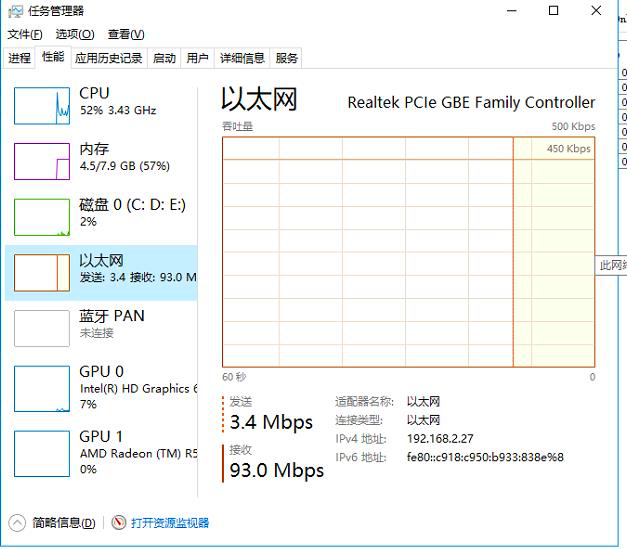 任务管理器
文件(F) 选项(O) 查看(V)
进程 性能 应用历史记录 启动 用户 详细信息 服务
CPU
52% 3.43 GHz
内存
4.5/7.9 GB (57%)
磁盘 0 (C: D: E:)
2%
以太网
发送: 3.4 接收: 93.0 M
蓝牙 PAN
未连接
GPU 0
Intel(R) HD Graphics 6
7%
GPU 1
AMD Radeon (TM) R5
0%
以太网 Realtek PCIe GBE Family Controller
吞吐量 500 Kbps
450 Kbps
60 秒 0
发送
3.4 Mbps
接收
93.0 Mbps
适配器名称: 以太网
连接类型: 以太网
IPv4 地址: 192.168.2.27
IPv6 地址: fe80::c918:c950:b933:838e%8
此网络
简略信息(D) 打开资源监视器